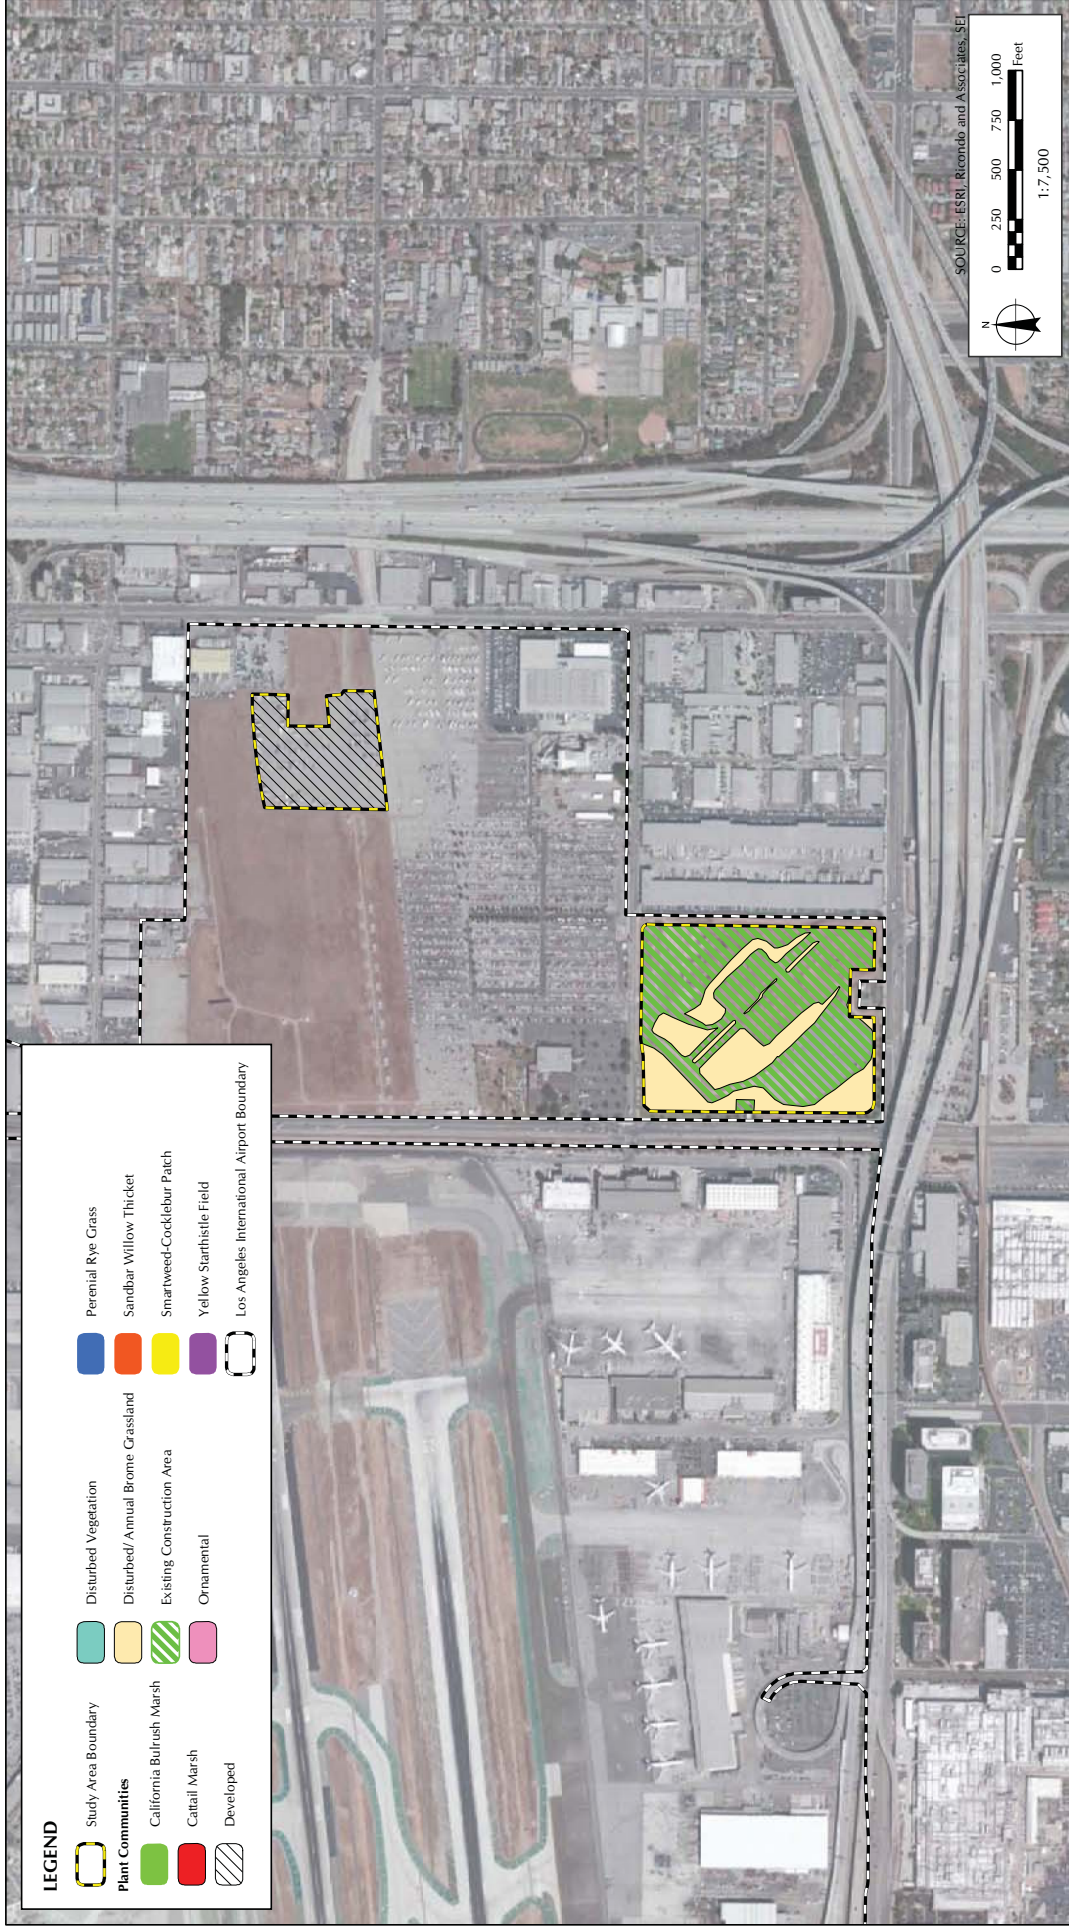 LEGEND
Study Area Boundary
Plant Communities
California Bulrush Marsh
Cattail Marsh
Developed
Disturbed Vegetation
Disturbed/ Annual Brome Grassland
Existing Construction Area
Ornamental
Perenial Rye Grass
Sandbar Willow Thicket
Smartweed-Cocklebur Patch
Yellow Starthistle Field
Los Angeles International Airport Boundary
SOURCE: ESRI, Ricondo and Associates, SEI
N
0 250 500 750 1,000
Feet
1:7,500